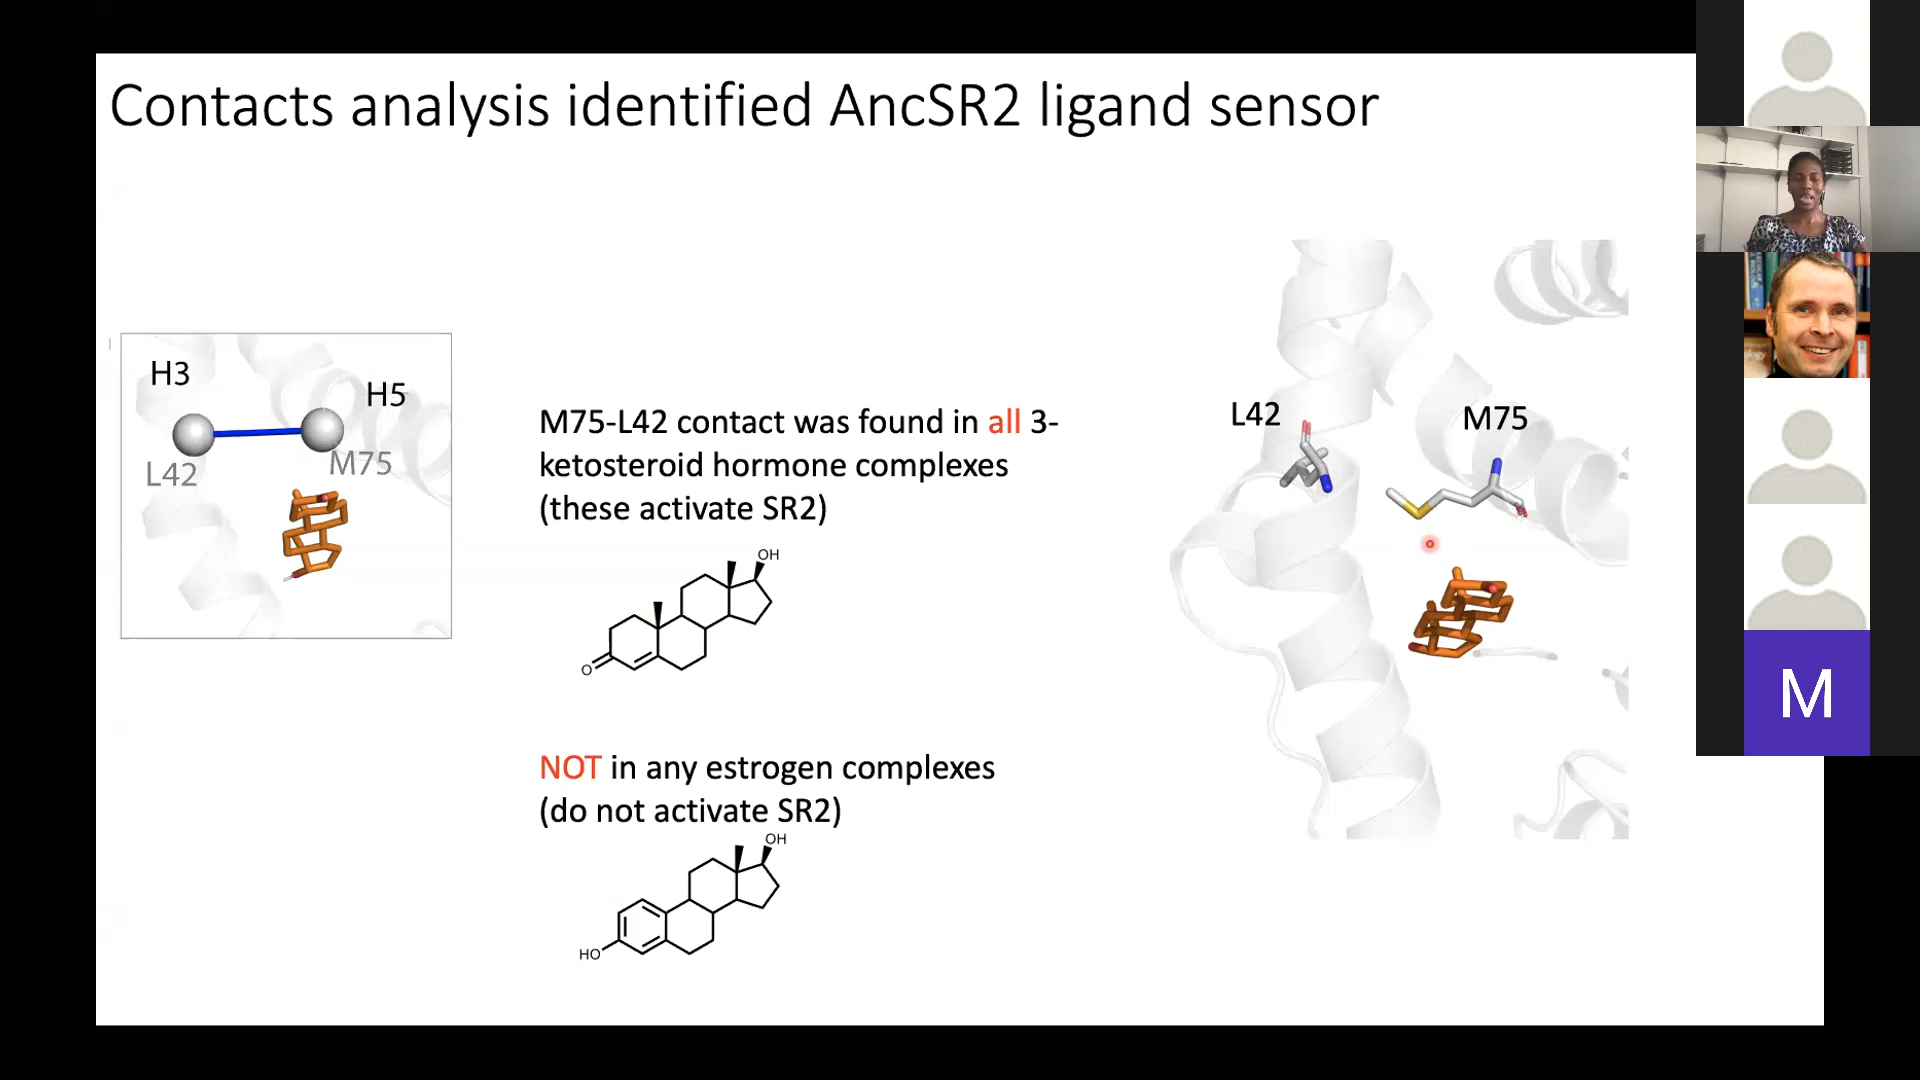 Contacts analysis identified AncSR2 ligand sensor
H3
H5
L42
M75
M75-L42 contact was found in all 3-
ketosteroid hormone complexes
(these activate SR2)
OH
O
NOT in any estrogen complexes
(do not activate SR2)
OH
HO
L42
M75
M